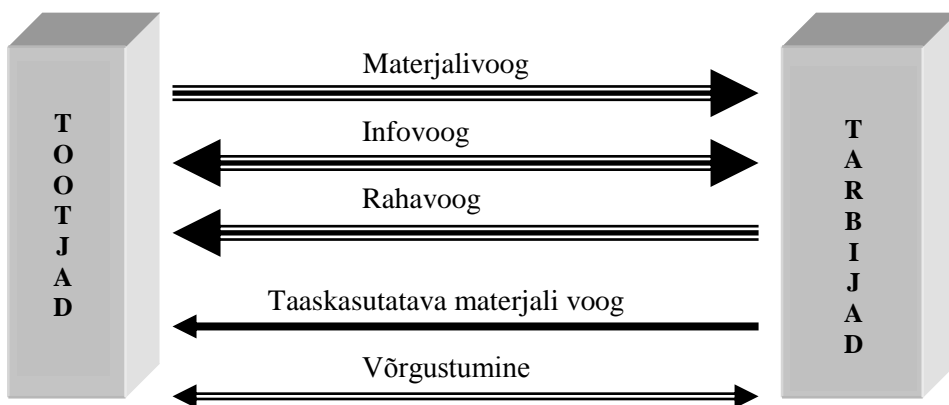 TOOTJAD
Materjalivoog
Infovoog
Rahavoog
Taaskasutatava materjali voog
Võrgustumine
TARBIJAD